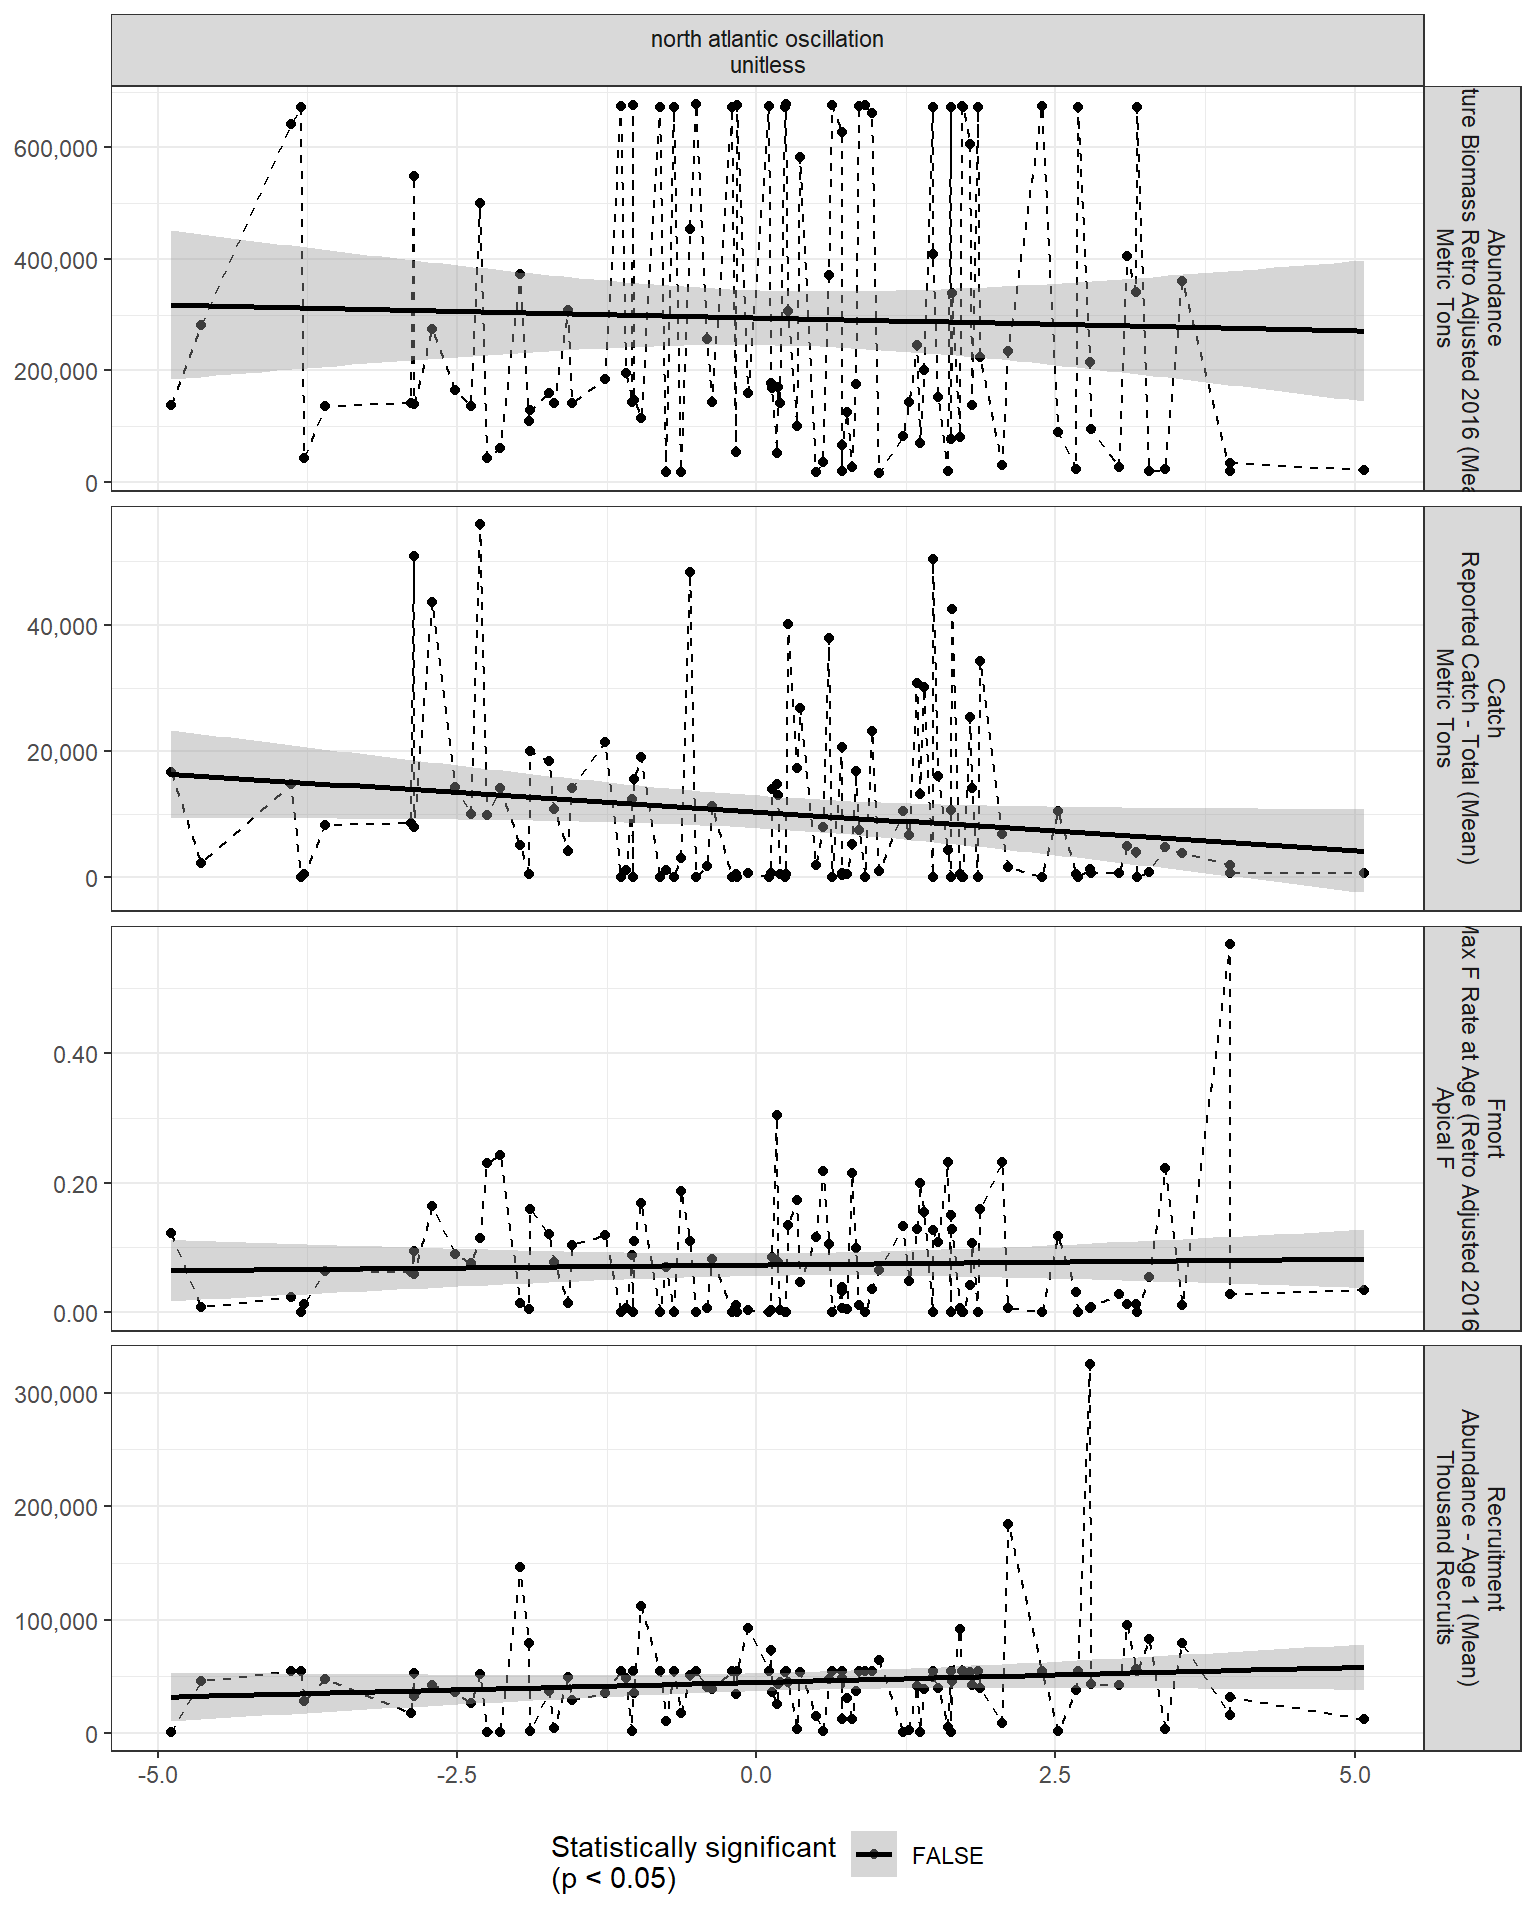 north atlantic oscillation
unitless
600,000
400,000
200,000
0
Abundance
Biomass Retro Adjusted 2016
Metric Tons
40,000
20,000
0
Catch
Reported Catch - Total (Mean)
Metric Tons
0.40
0.20
0.00
Fmort
F Rate at Age (Retro Adjusted 2016
Apical F
300,000
200,000
100,000
0
Recruitment
Abundance - Age 1 (Mean)
Thousand Recruits
-5.0
-2.5
0.0
2.5
5.0
Statistically significant
(p < 0.05)
FALSE